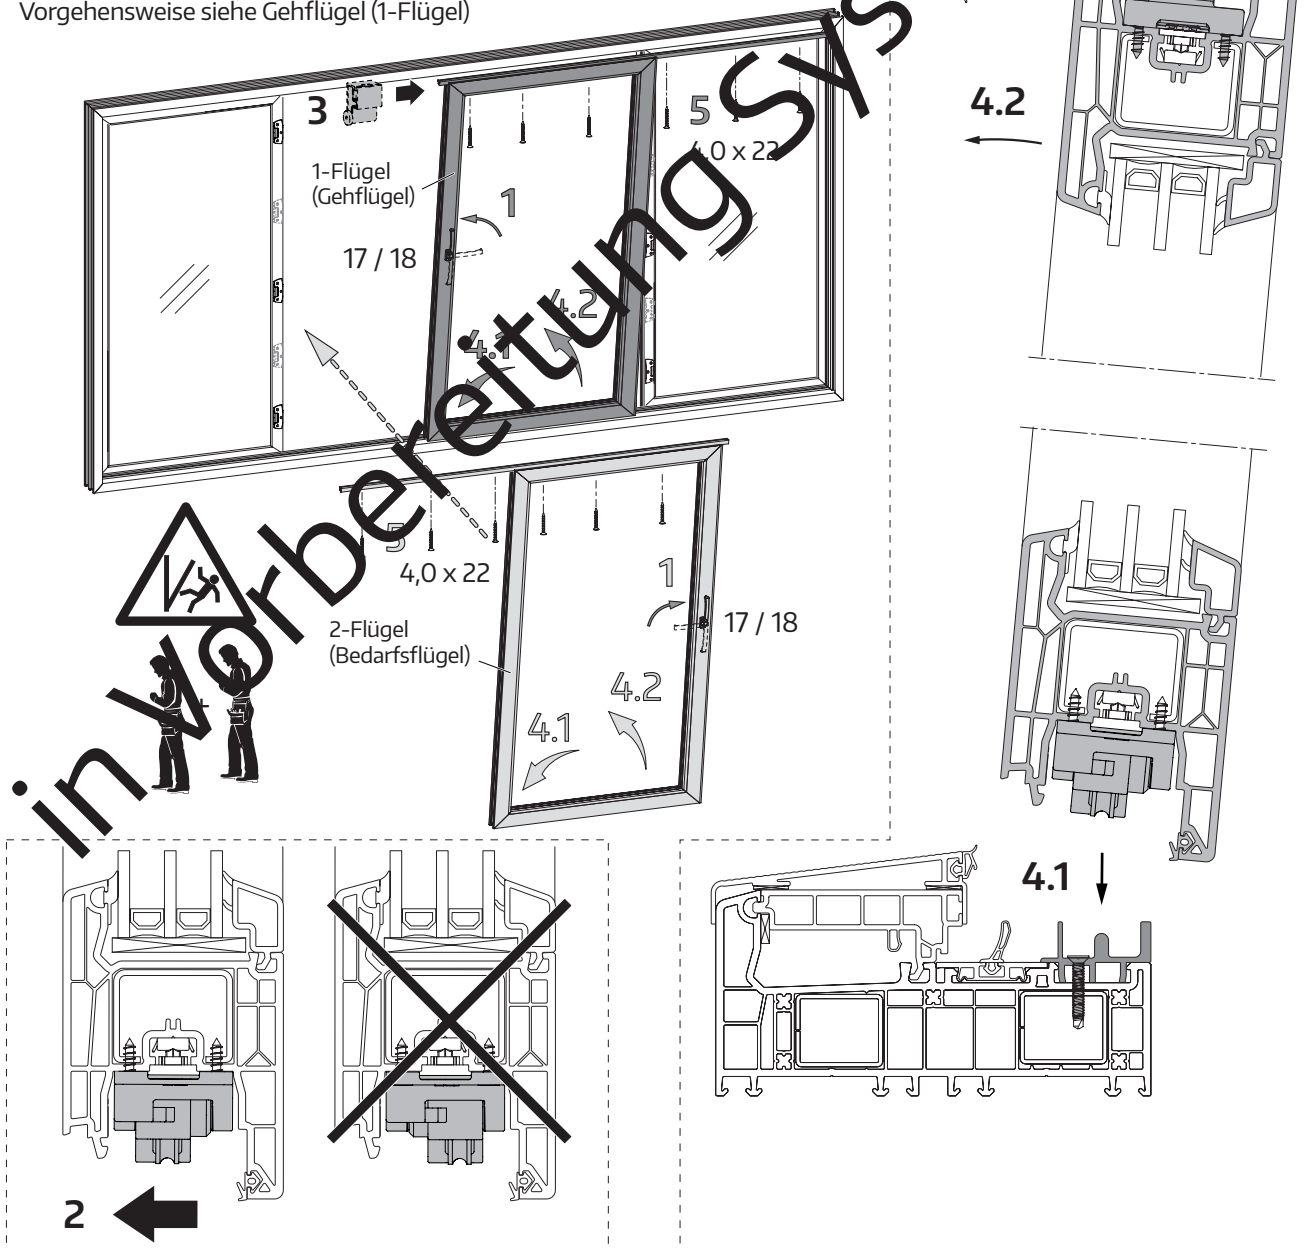 Vorgehensweise siehe Gehflügel (1-Flügel)
3
5
4,0 x 22
4.2
1-Flügel
(Gehflügel)
1
17 / 18
4.2
4.1
5
4,0 x 22
1
17 / 18
2-Flügel
(Bedarfsflügel)
4.2
4.1
in Vorbereitung Sys
4.1
2